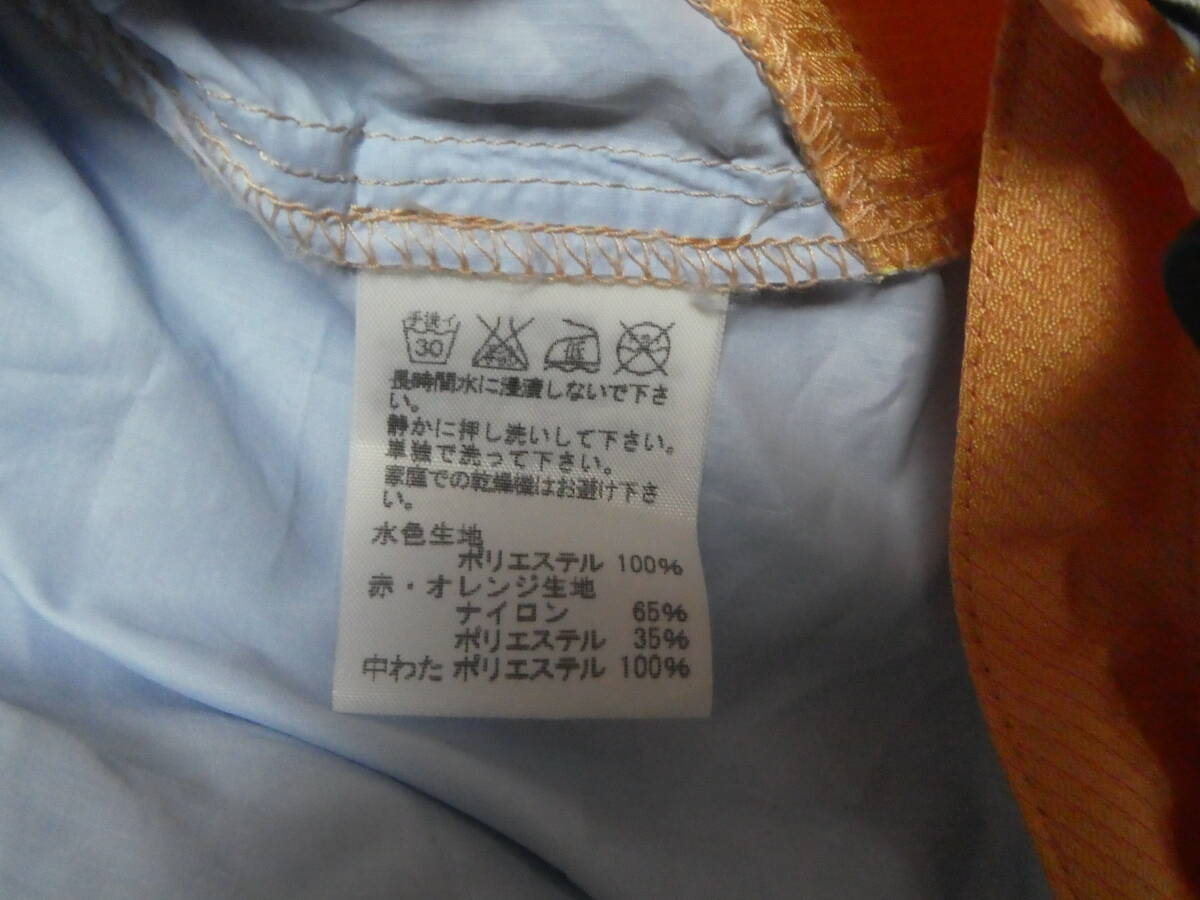 手洗イ
30 低
長時間水に浸漬しないで下さ
い。
静かに押し洗いして下さい。
単独で洗って下さい。
家庭での乾燥機はお避け下さ
い。
水色生地
ポリエステル 100%
赤・オレンジ生地
ナイロン 65%
ポリエステル 35%
中わた ポリエステル 100%